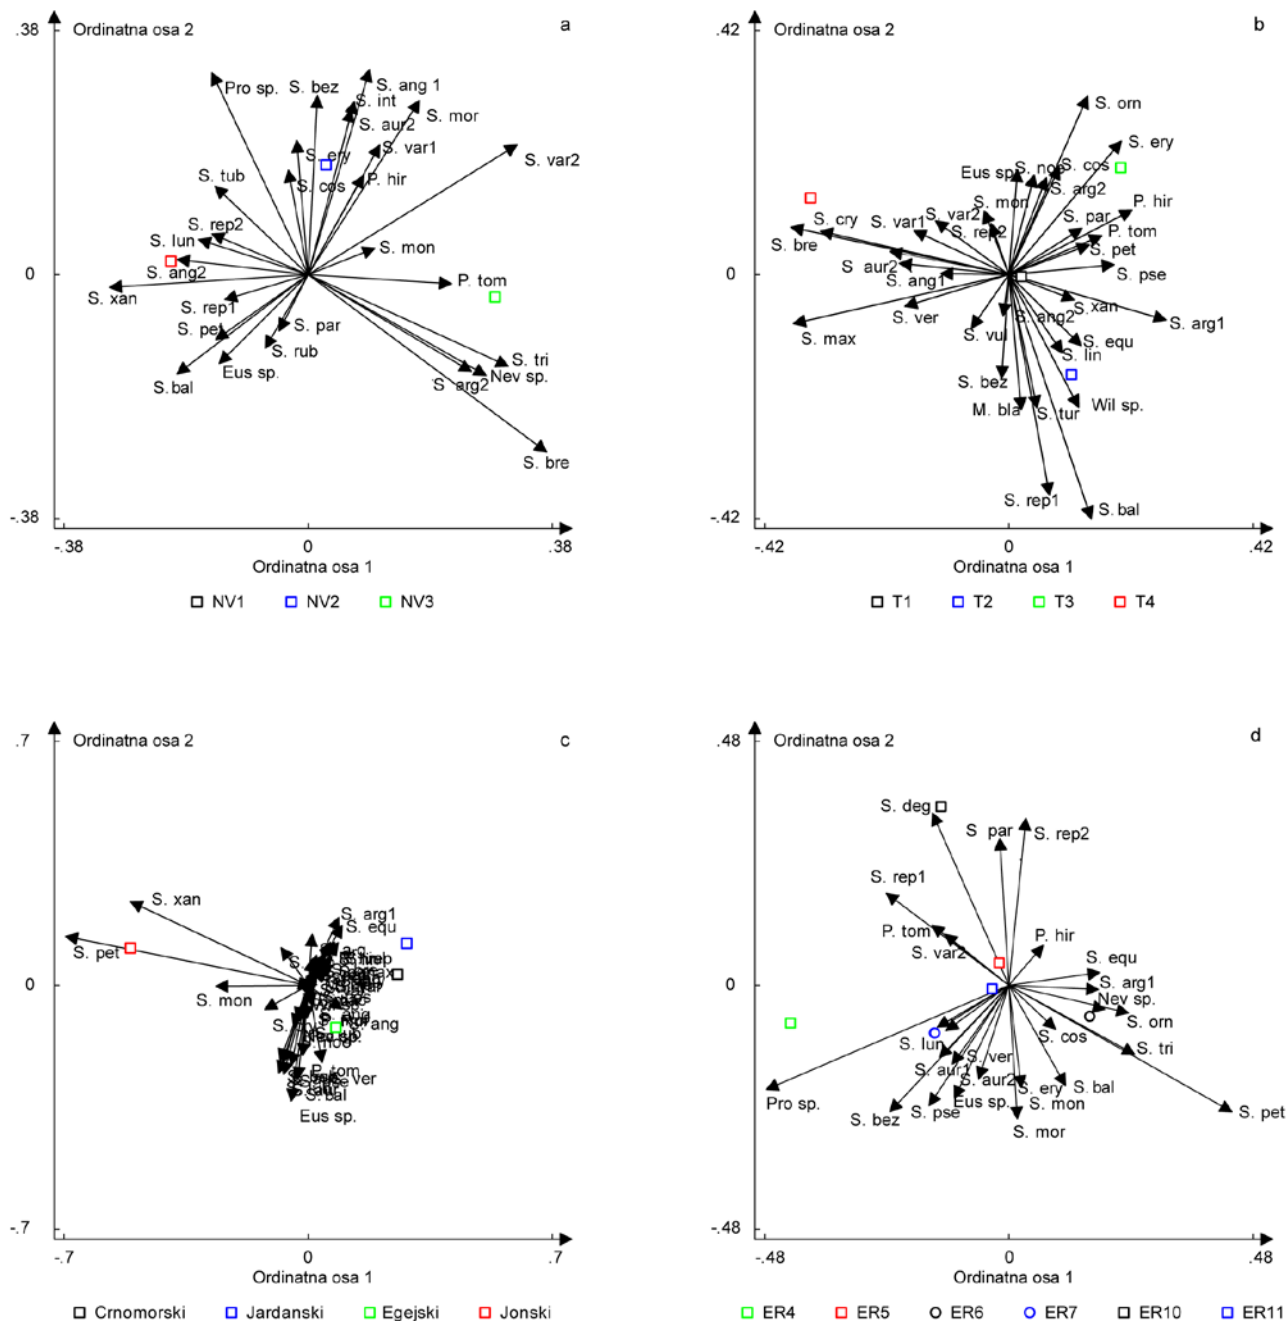 .38
Ordinatna osa 2
a
Pro sp.
S. bez
S. ang 1
S. int
S. mor
S. aur2
S. ery
S. var1
S. var2
S. tub
S. cos
P. hir
S. rep2
S. lun
S. mon
0
S. ang2
P. tom
S. xan
S. rep1
S. pet
S. par
S. rub
S. tri
Eus sp.
S. bal
S. arg2
Nev sp.
S. bre
-.38
-.38
0
.38
Ordinatna osa 1
NV1
NV2
NV3
.42
Ordinatna osa 2
b
S. orn
S. ery
Eus sp.
S. noe
S. cos
S. arg2
S. mon
P. hir
S. cry
S. var1
S. var2
S. rep2
S. par
P. tom
S. bre
S. pet
S. aur2
S. ang1
S. pse
0
S. xan
S. ver
S. ang2
S. arg1
S. max
S. vul
S. equ
S. lin
S. bez
M. bla
S. tur
Wil sp.
S. rep1
S. bal
-.42
-.42
0
.42
Ordinatna osa 1
T1
T2
T3
T4
.7
Ordinatna osa 2
c
S. xan
S. arg1
S. equ
S. pet
0
S. mon
P. tom
S. bal
Eus sp.
-.7
-.7
0
.7
Ordinatna osa 1
Crnomorski
Jardanski
Egejski
Jonski
.48
Ordinatna osa 2
d
S. deg
S par
S. rep2
S. rep1
P. tom
S. var2
P. hir
S. equ
0
S. arg1
Nev sp.
S. orn
S. lun
S. cos
S. ver
S. tri
S. aur1
S. aur2
S. ery
S. bal
Pro sp.
S. bez
S. pse
Eus sp.
S. mon
S. mor
S. pet
-.48
-.48
0
.48
Ordinatna osa 1
ER4
ER5
ER6
ER7
ER10
ER11